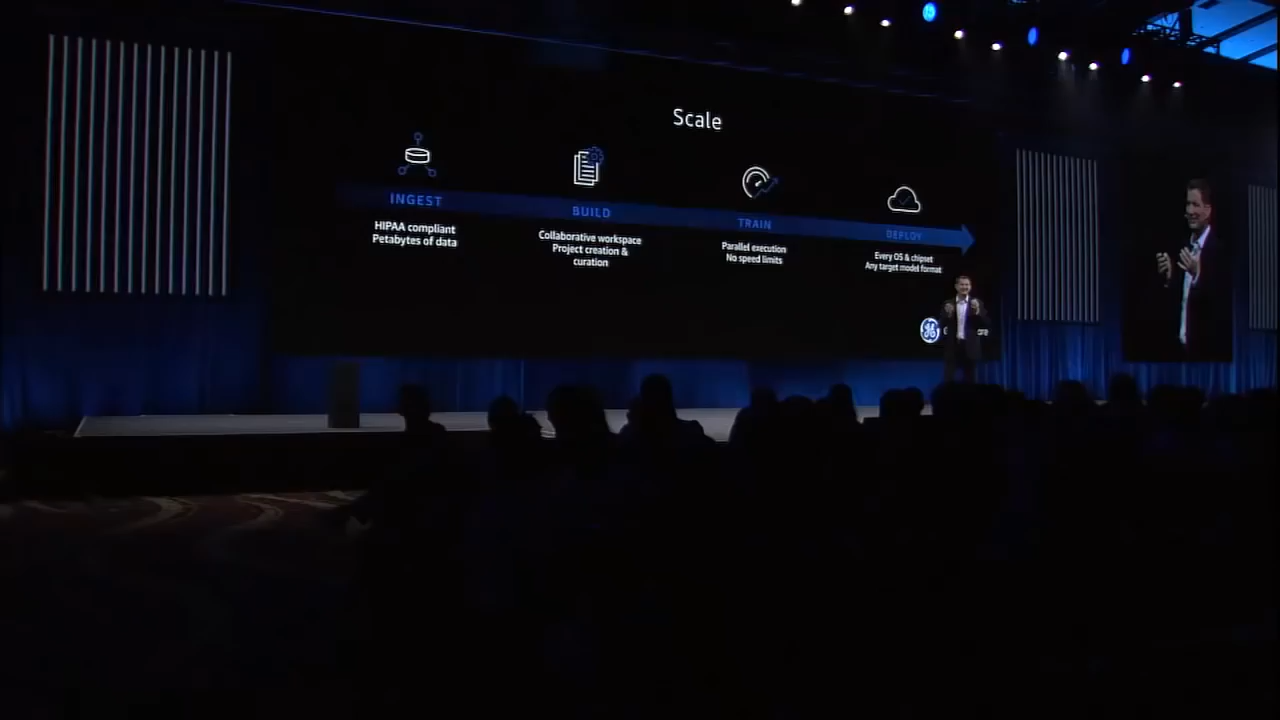 Scale
INGEST
HIPAA compliant
Petabytes of data
BUILD
Collaborative workspace
Project creation &
curation
TRAIN
Parallel execution
No speed limits
DEPLOY
Every OS & chipset
Any target model format